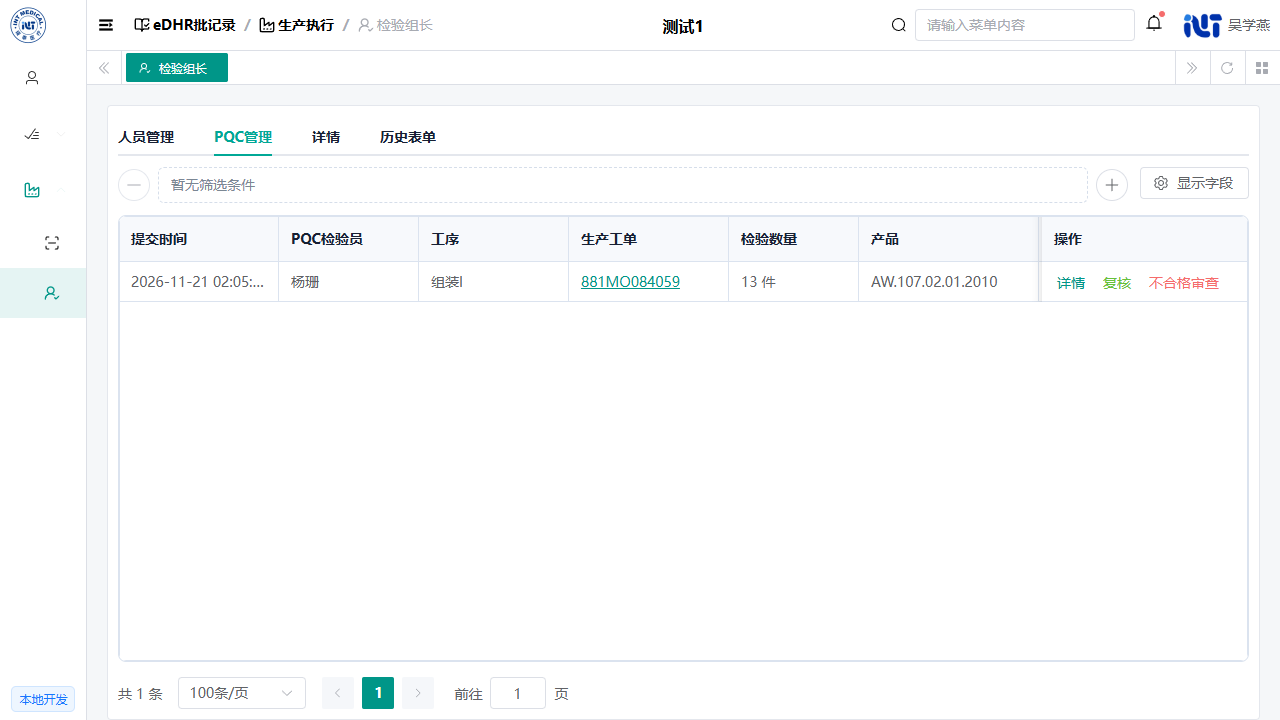 eDHR批记录 / 生产执行 / 检验组长
测试1
请输入菜单内容
吴学燕
检验组长
人员管理 PQC管理 详情 历史表单
暂无筛选条件
显示字段
提交时间 PQC检验员 工序 生产工单 检验数量 产品 操作
2026-11-21 02:05:... 杨珊 组装Ⅰ 881MO084059 13 件 AW.107.02.01.2010 详情 复核 不合格审查
共 1 条 100条/页 1 前往 1 页
本地开发